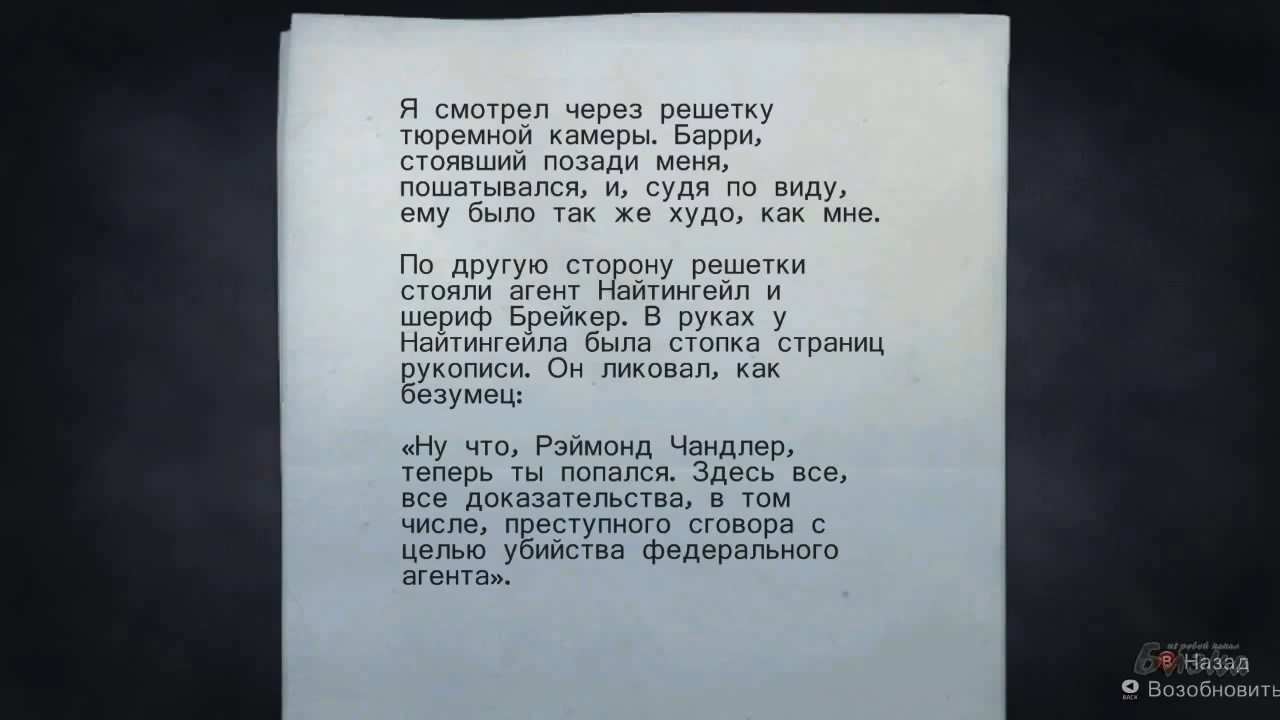 Я смотрел через решетку
тюремной камеры. Барри,
стоявший позади меня,
пошатывался, и, судя по виду,
ему было так же худо, как мне.
По другую сторону решетки
стояли агент Найтингейл и
шериф Брейкер. В руках у
Найтингейла была стопка страниц
рукописи. Он ликовал, как
безумец:
«Ну что, Рэймонд Чандлер,
теперь ты попался. Здесь все,
все доказательства, в том
числе, преступного сговора с
целью убийства федерального
агента».
игровой канал
B Назад
BACK Возобновить